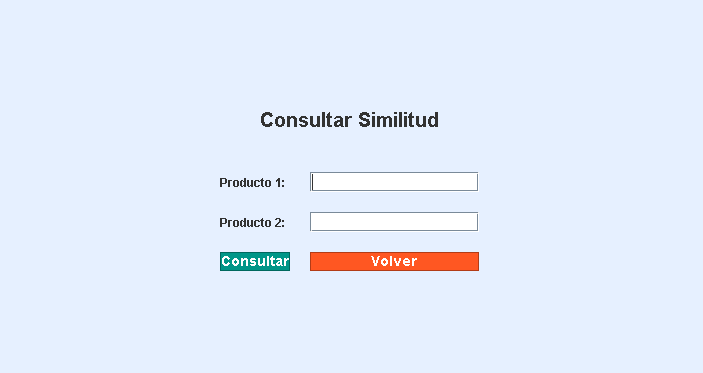 Consultar Similitud
Producto 1:
Producto 2:
Consultar Volver